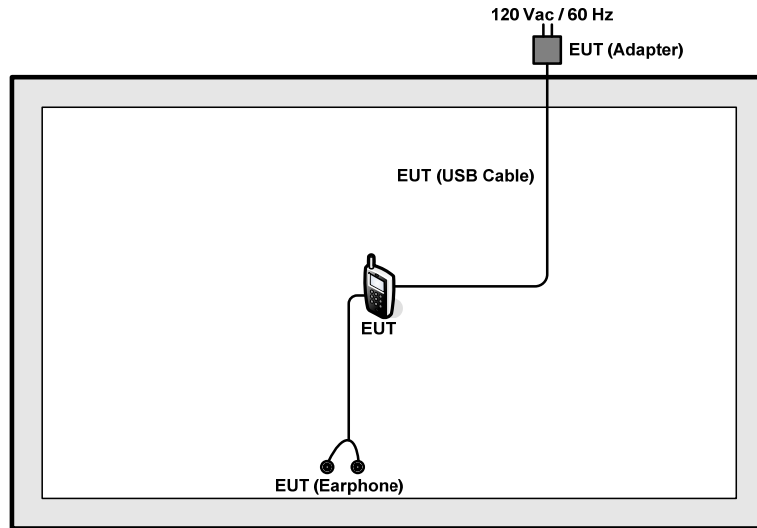 120 Vac / 60 Hz
EUT (Adapter)
EUT (USB Cable)
EUT
EUT (Earphone)